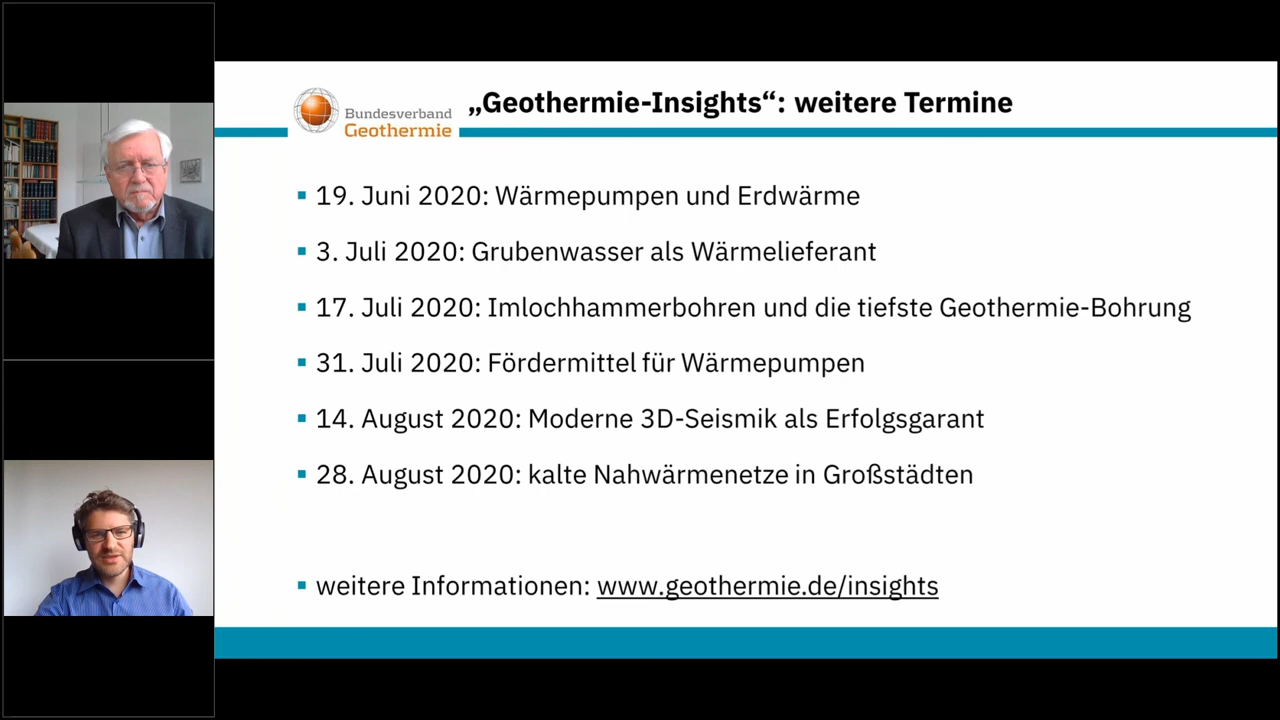 Bundesverband
Geothermie
„Geothermie-Insights“: weitere Termine
19. Juni 2020: Wärmepumpen und Erdwärme
3. Juli 2020: Grubenwasser als Wärmelieferant
17. Juli 2020: Imlochhammerbohren und die tiefste Geothermie-Bohrung
31. Juli 2020: Fördermittel für Wärmepumpen
14. August 2020: Moderne 3D-Seismik als Erfolgsgarant
28. August 2020: kalte Nahwärmenetze in Großstädten
weitere Informationen: www.geothermie.de/insights